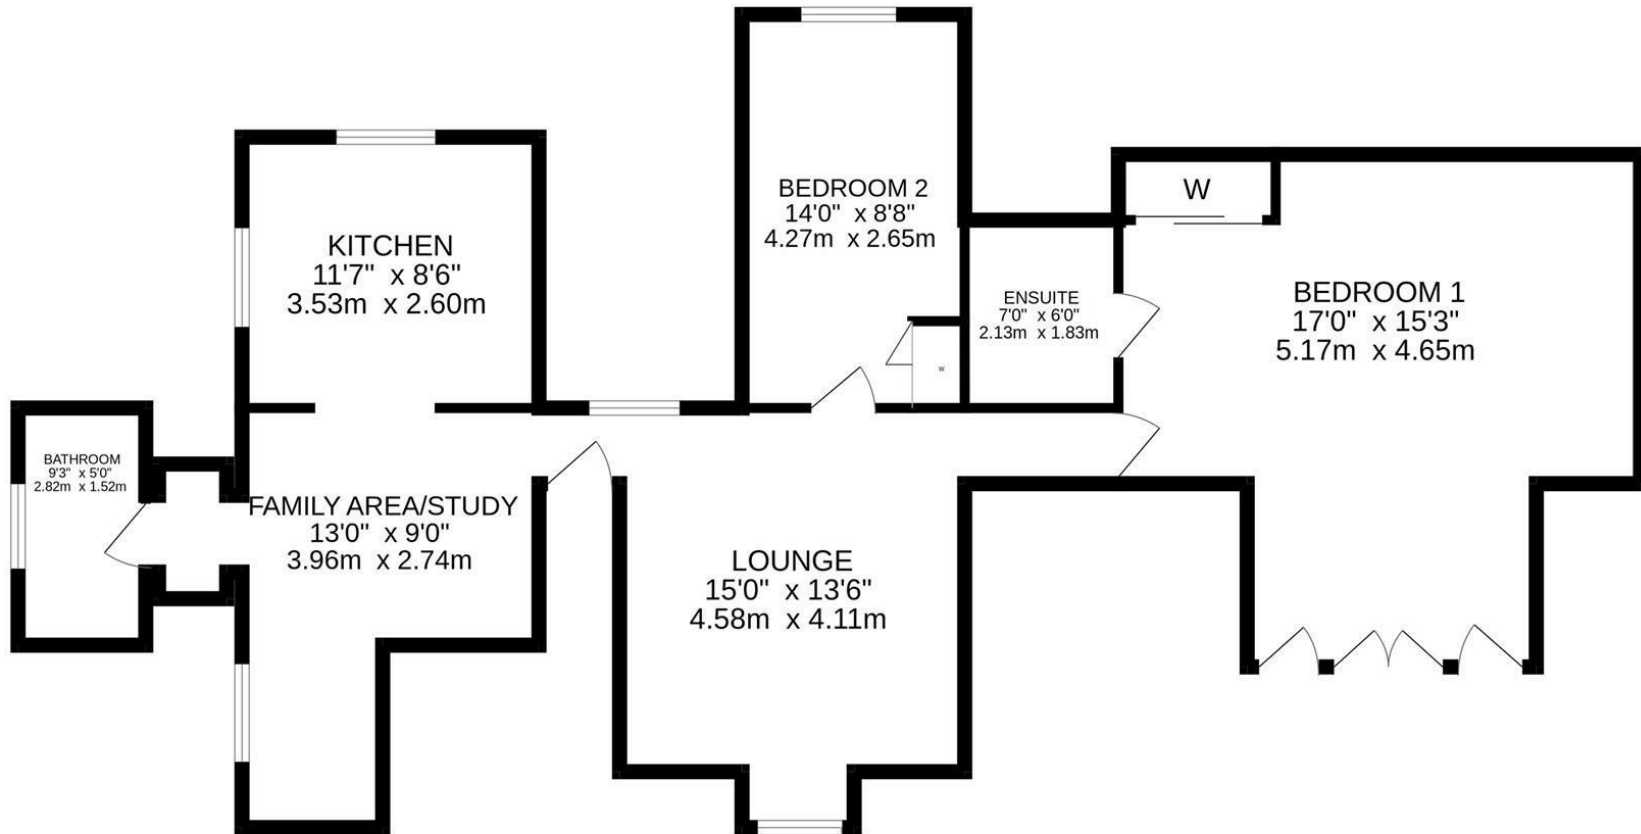 BEDROOM 2
14'0" x 8'8"
4.27m x 2.65m
W
KITCHEN
11'7" x 8'6"
3.53m x 2.60m
ENSUITE
7'0" x 6'0"
2.13m x 1.83m
BEDROOM 1
17'0" x 15'3"
5.17m x 4.65m
W
BATHROOM
9'3" x 5'0"
2.82m x 1.52m
FAMILY AREA/STUDY
13'0" x 9'0"
3.96m x 2.74m
LOUNGE
15'0" x 13'6"
4.58m x 4.11m